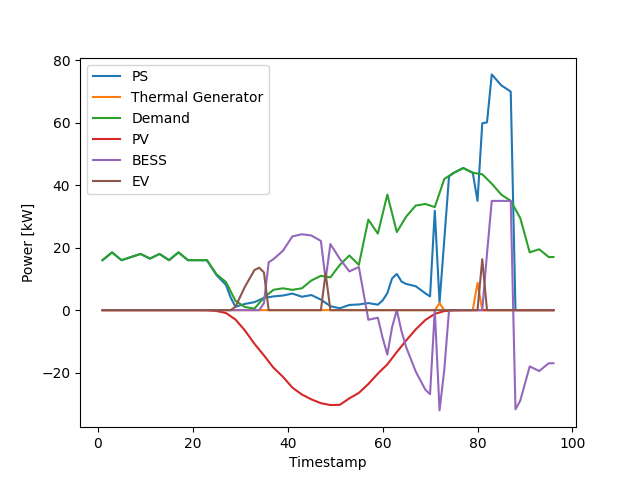 PS
Thermal Generator
Demand
PV
BESS
EV
Power [kW]
80
60
40
20
0
−20
0 20 40 60 80 100
Timestamp